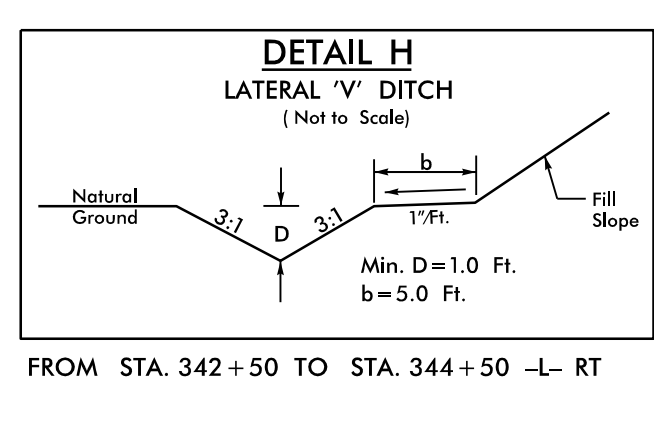 DETAIL H
LATERAL 'V' DITCH
( Not to Scale)
b
Natural
Ground
3:1
D
3:1
1"/Ft.
Fill
Slope
Min. D=1.0 Ft.
b=5.0 Ft.
FROM STA. 342+50 TO STA. 344+50 -L- RT